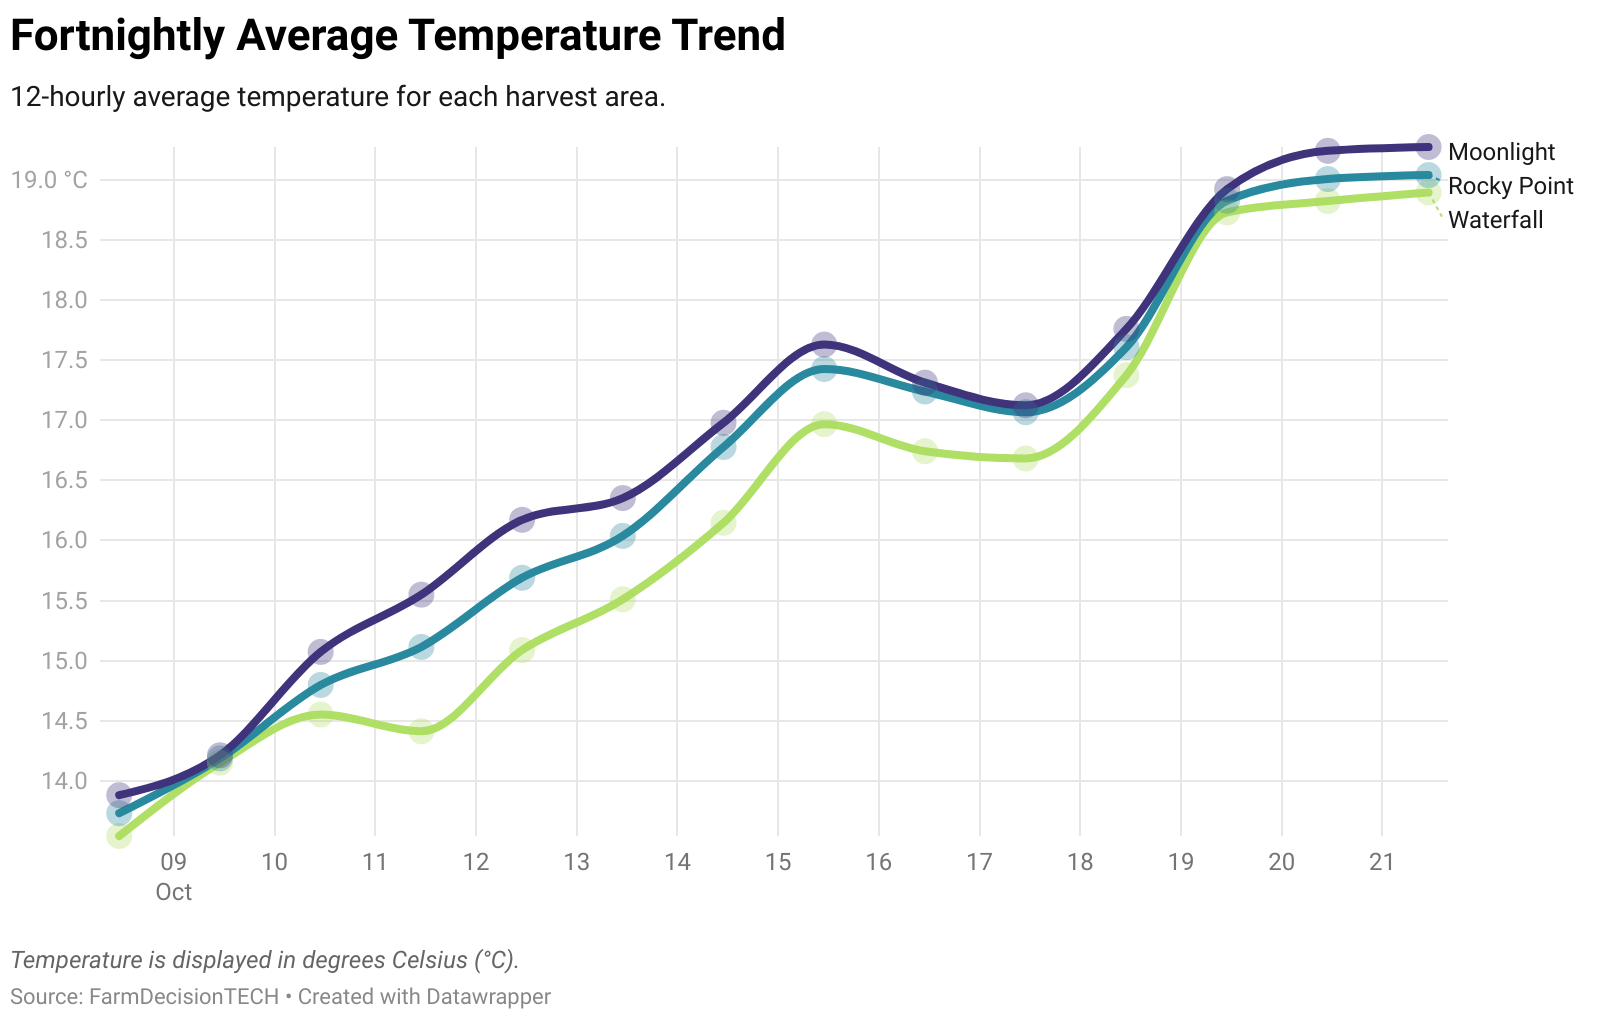 Fortnightly Average Temperature Trend
12-hourly average temperature for each harvest area.
Moonlight
Rocky Point
Waterfall
19.0 °C
18.5
18.0
17.5
17.0
16.5
16.0
15.5
15.0
14.5
14.0
09 10 11 12 13 14 15 16 17 18 19 20 21
Oct
Temperature is displayed in degrees Celsius (°C).
Source: FarmDecisionTECH • Created with Datawrapper